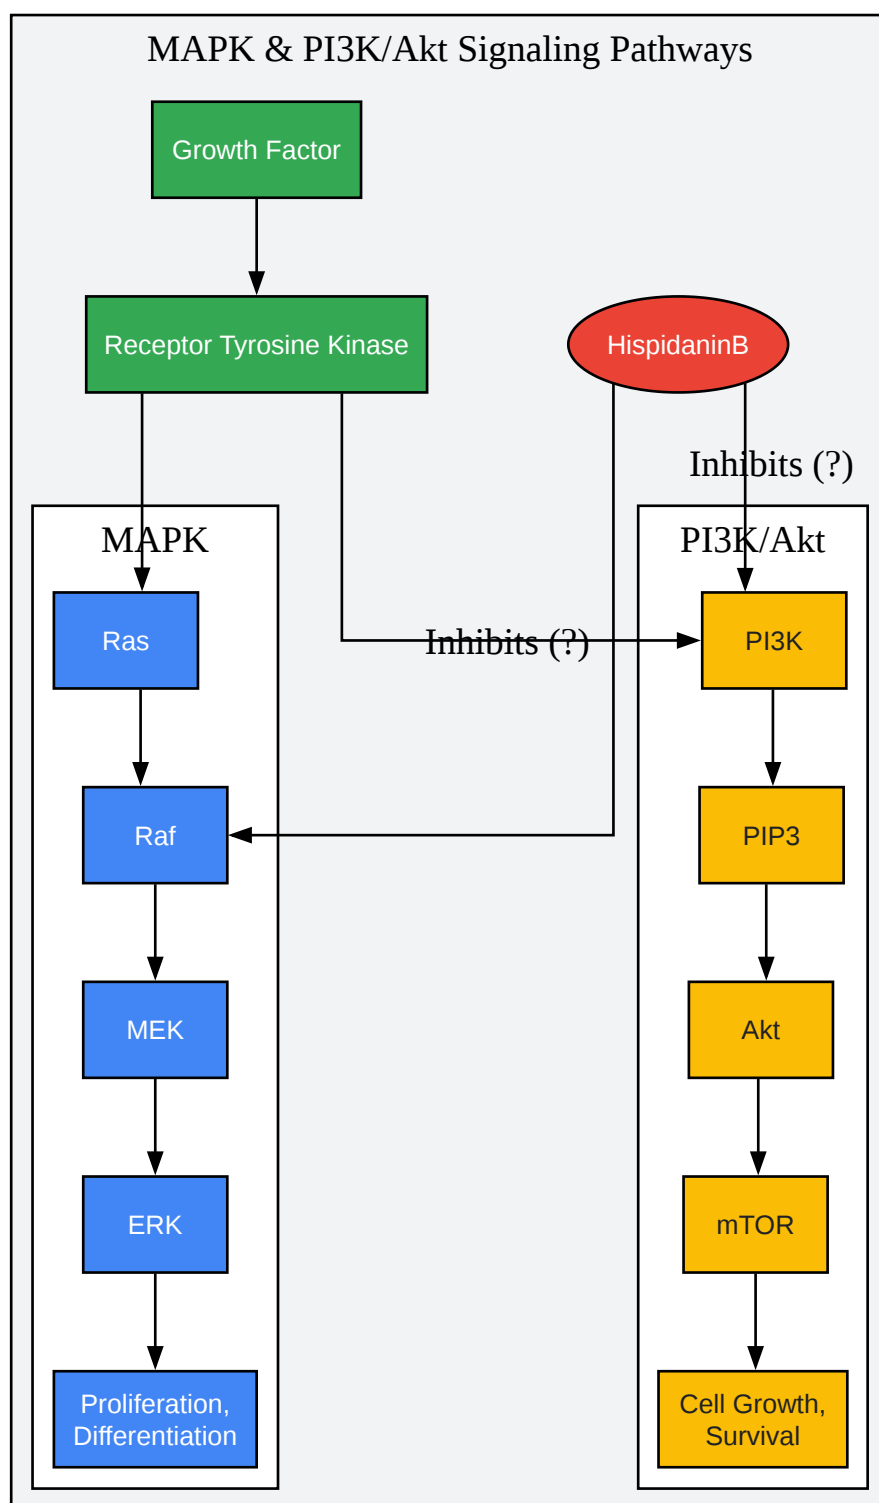 MAPK & PI3K/Akt Signaling Pathways
Growth Factor
Receptor Tyrosine Kinase
HispidaninB
Inhibits (?)
MAPK
PI3K/Akt
Ras
Inhibits (?)
PI3K
Raf
PIP3
MEK
Akt
ERK
mTOR
Proliferation,
Differentiation
Cell Growth,
Survival